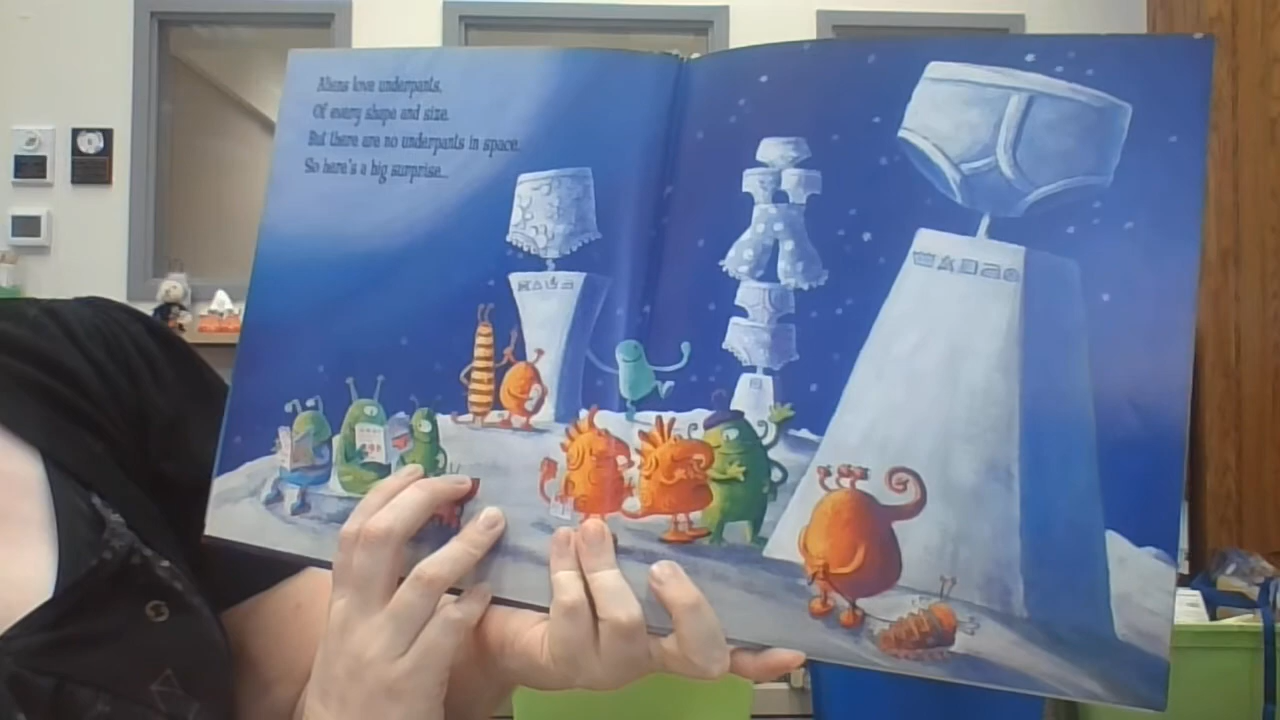 Aliens love underpants,
Of every shape and size.
But there are no underpants in space,
So here's a big surprise...